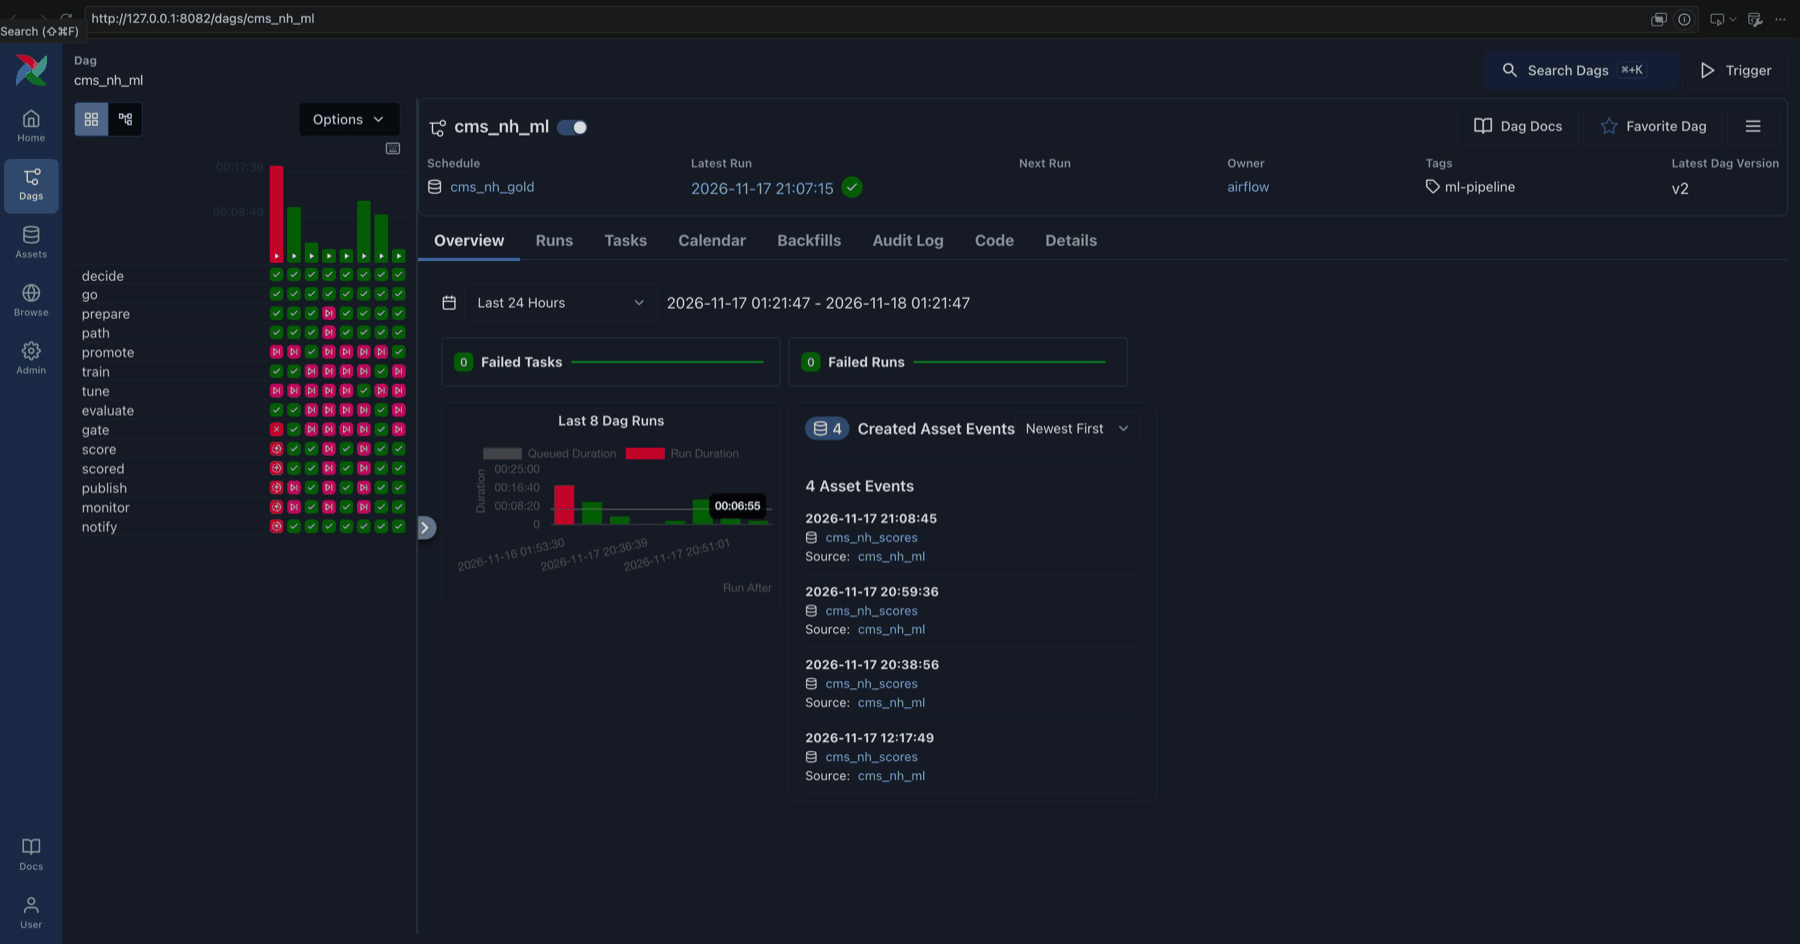 http://127.0.0.1:8082/dags/cms_nh_ml
Search (⇧⌘F)
Dag
cms_nh_ml
Search Dags ⌘+K
Trigger
Home
Dags
Assets
Browse
Admin
Docs
User
Options
00:17:39
00:08:49
decide
go
prepare
path
promote
train
tune
evaluate
gate
score
scored
publish
monitor
notify
cms_nh_ml
Dag Docs
Favorite Dag
Schedule
cms_nh_gold
Latest Run
2026-11-17 21:07:15
Next Run
Owner
airflow
Tags
ml-pipeline
Latest Dag Version
v2
Overview Runs Tasks Calendar Backfills Audit Log Code Details
Last 24 Hours
2026-11-17 01:21:47 - 2026-11-18 01:21:47
0 Failed Tasks
0 Failed Runs
Last 8 Dag Runs
Queued Duration Run Duration
Duration
00:25:00
00:16:40
00:08:20
0
00:06:55
2026-11-16 01:53:30
2026-11-17 20:36:39
2026-11-17 20:51:01
Run After
4 Created Asset Events
Newest First
4 Asset Events
2026-11-17 21:08:45
cms_nh_scores
Source: cms_nh_ml
2026-11-17 20:59:36
cms_nh_scores
Source: cms_nh_ml
2026-11-17 20:38:56
cms_nh_scores
Source: cms_nh_ml
2026-11-17 12:17:49
cms_nh_scores
Source: cms_nh_ml